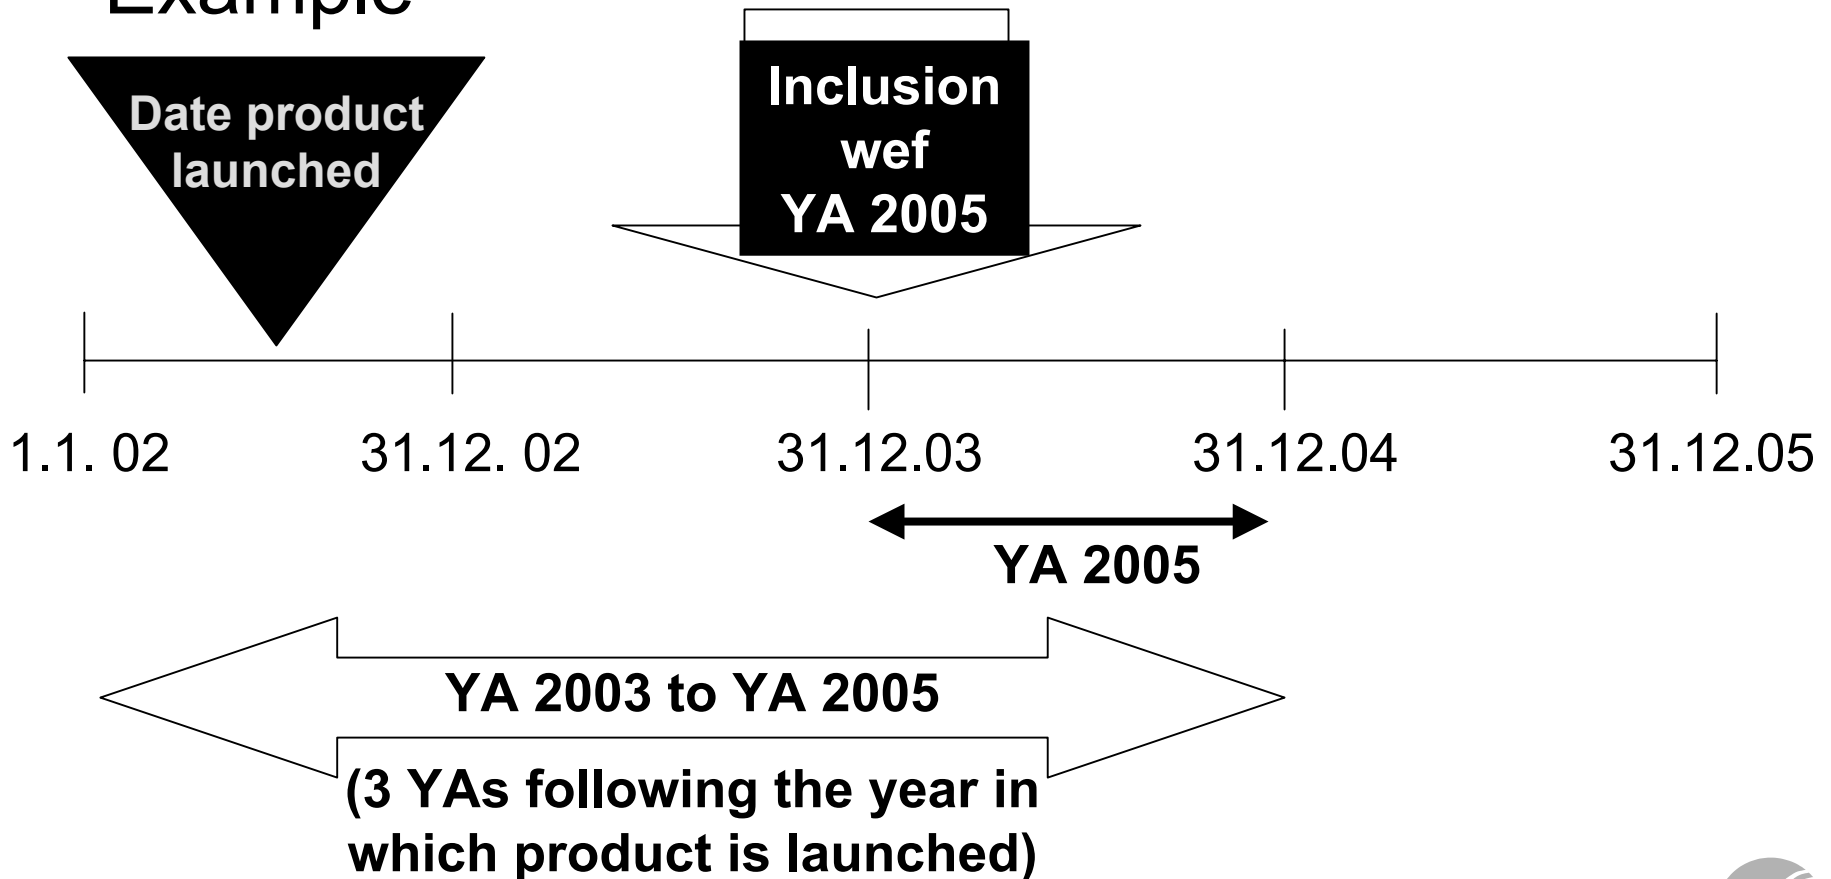 Example
Date product
launched
Inclusion
wef
YA 2005
1.1. 02
31.12. 02
31.12.03
31.12.04
31.12.05
YA 2005
YA 2003 to YA 2005
(3 YAs following the year in
which product is launched)